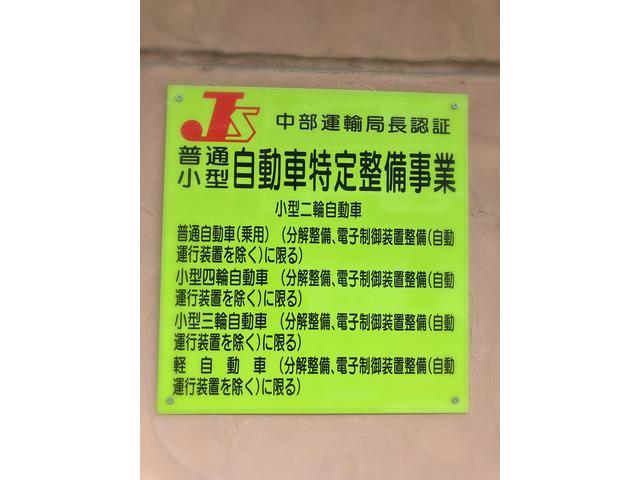 JS 中部運輸局長認証
普通
小型 自動車特定整備事業
小型二輪自動車
普通自動車(乗用) (分解整備、電子制御装置整備(自動
運行装置を除く)に限る)
小型四輪自動車 (分解整備、電子制御装置整備(自動
運行装置を除く)に限る)
小型三輪自動車 (分解整備、電子制御装置整備(自動
運行装置を除く)に限る)
軽自動車 (分解整備、電子制御装置整備(自動
運行装置を除く)に限る)